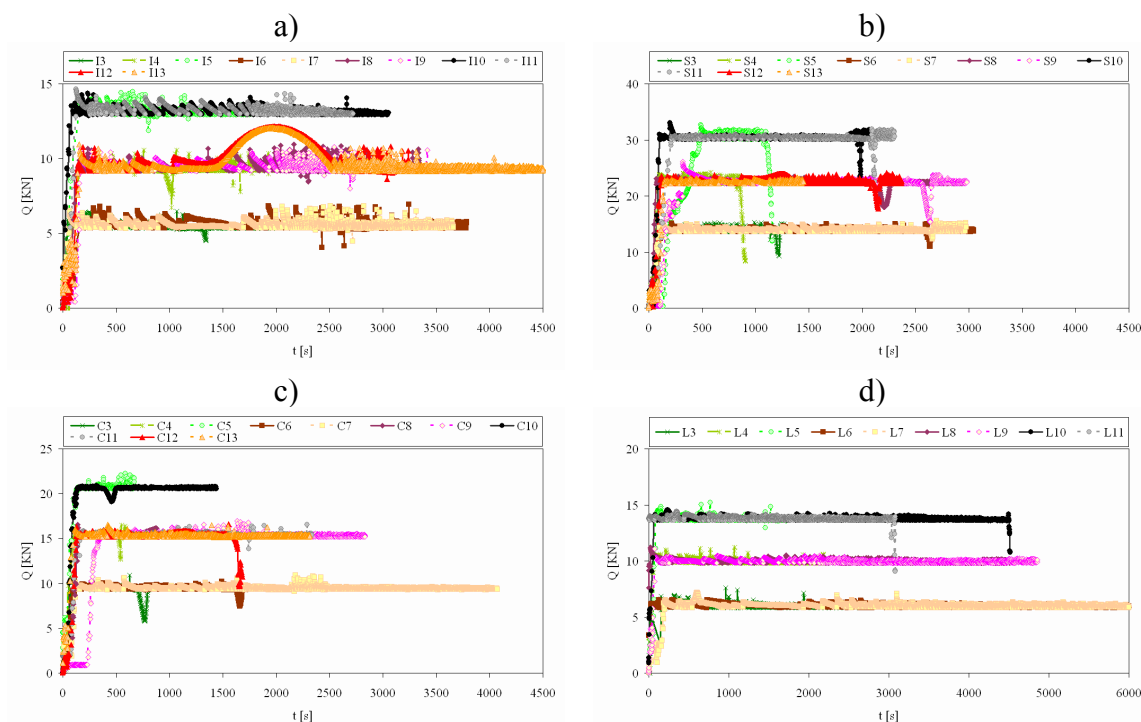 a)
I3 I4 I5 I6 I7 I8 I9 I10 I11
I12 I13
15
10
5
0
Q [KN]
0 500 1000 1500 2000 2500 3000 3500 4000 4500
t [s]
b)
S3 S4 S5 S6 S7 S8 S9 S10
S11 S12 S13
40
30
20
10
0
Q [KN]
0 500 1000 1500 2000 2500 3000 3500 4000 4500
t [s]
c)
C3 C4 C5 C6 C7 C8 C9 C10
C11 C12 C13
25
20
15
10
5
0
Q [KN]
0 500 1000 1500 2000 2500 3000 3500 4000 4500
t [s]
d)
L3 L4 L5 L6 L7 L8 L9 L10 L11
20
15
10
5
0
Q [KN]
0 1000 2000 3000 4000 5000 6000
t [s]